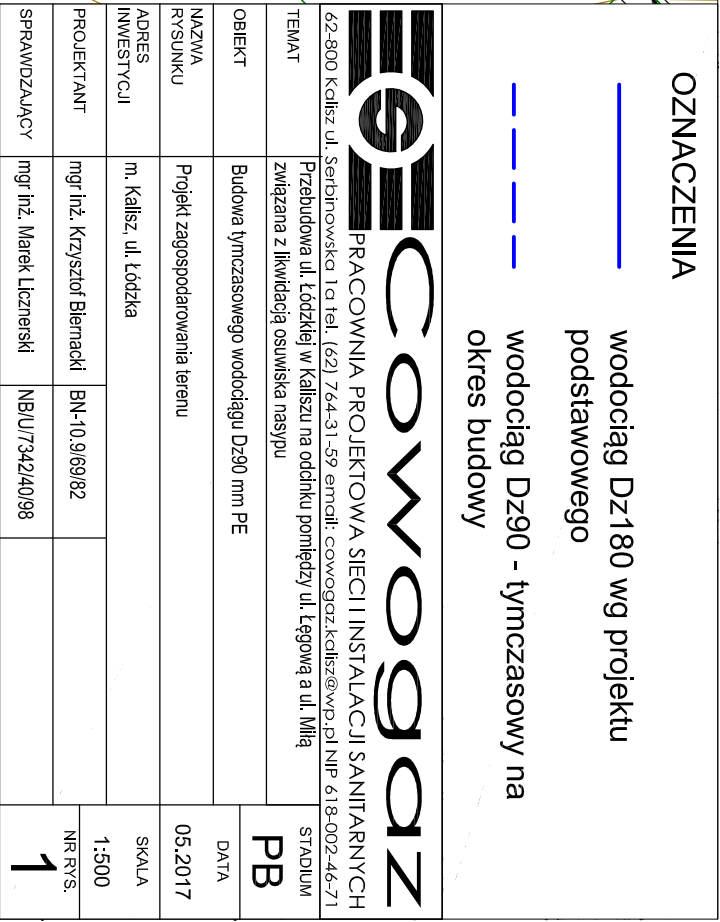 OZNACZENIA
wodociąg Dz180 wg projektu
podstawowego
wodociąg Dz90 - tymczasowy na
okres budowy
Cowogaz
PRACOWNIA PROJEKTOWA SIECI I INSTALACJI SANITARNYCH
62-800 Kalisz ul. Serbinowska 1a tel. (62) 764-31-59 email: cowogaz.kalisz@wp.pl NIP 618-002-46-71
TEMAT
Przebudowa ul. Łódzkiej w Kaliszu na odcinku pomiędzy ul. Łęgową a ul. Miłą
związana z likwidacją osuwiska nasypu
STADIUM
PB
OBIEKT
Budowa tymczasowego wodociągu Dz90 mm PE
NAZWA
RYSUNKU
Projekt zagospodarowania terenu
DATA
05.2017
ADRES
INWESTYCJI
m. Kalisz, ul. Łódzka
SKALA
1:500
PROJEKTANT
mgr inż. Krzysztof Biernacki
BN-10.9/69/82
NR RYS.
1
SPRAWDZAJĄCY
mgr inż. Marek Licznerski
NB/U/7342/40/98